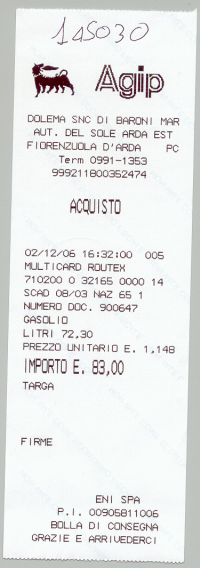 145030
Agip
DOLEMA SNC DI BARONI MAR
AUT. DEL SOLE ARDA EST
FIORENZUOLA D'ARDA PC
Term 0991-1353
999211800352474
ACQUISTO
02/12/06 16:32:00 005
MULTICARD ROUTEX
710200 0 32165 0000 14
SCAD 08/03 NAZ 65 1
NUMERO DOC. 900647
GASOLIO
LITRI 72,30
PREZZO UNITARIO E. 1,148
IMPORTO E. 83,00
TARGA
FIRME
ENI SPA
P.I. 00905811006
BOLLA DI CONSEGNA
GRAZIE E ARRIVEDERCI